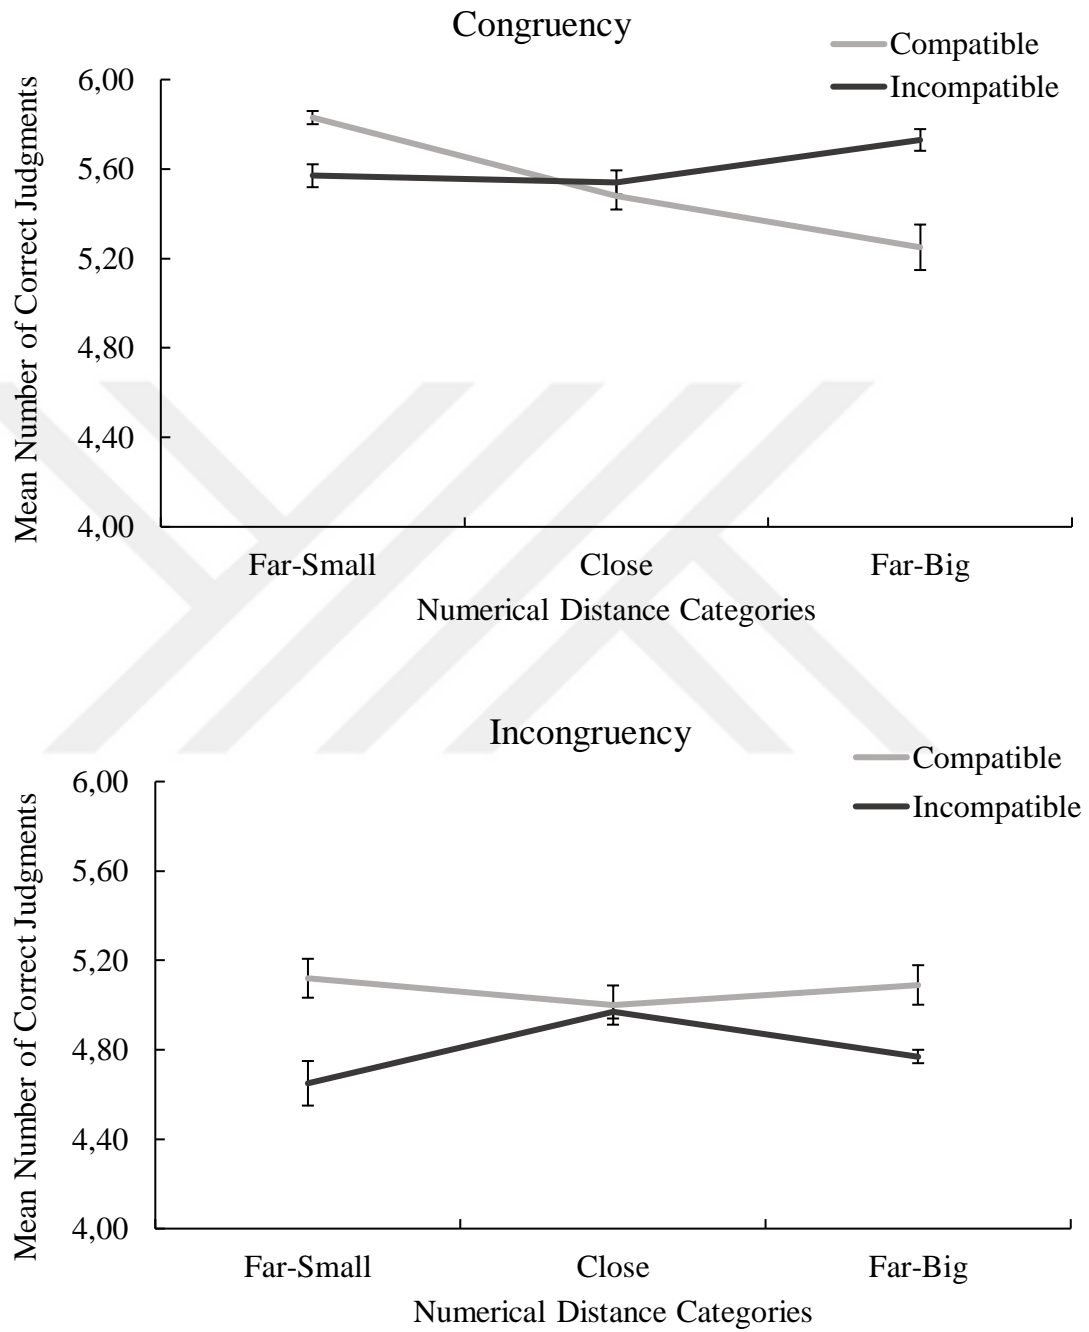 Congruency
Compatible
Incompatible
Mean Number of Correct Judgments
6,00
5,60
5,20
4,80
4,40
4,00
Far-Small Close Far-Big
Numerical Distance Categories
Incongruency
Compatible
Incompatible
Mean Number of Correct Judgments
6,00
5,60
5,20
4,80
4,40
4,00
Far-Small Close Far-Big
Numerical Distance Categories